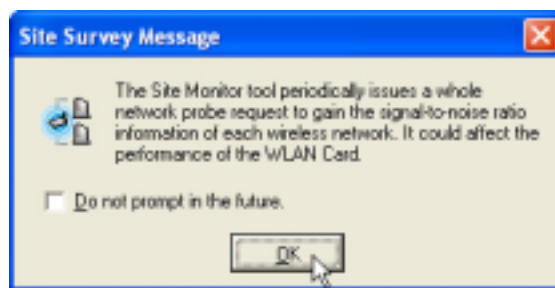 Site Survey Message
The Site Monitor tool periodically issues a whole
network probe request to gain the signal-to-noise ratio
information of each wireless network. It could affect the
performance of the WLAN Card.
Do not prompt in the future.
OK